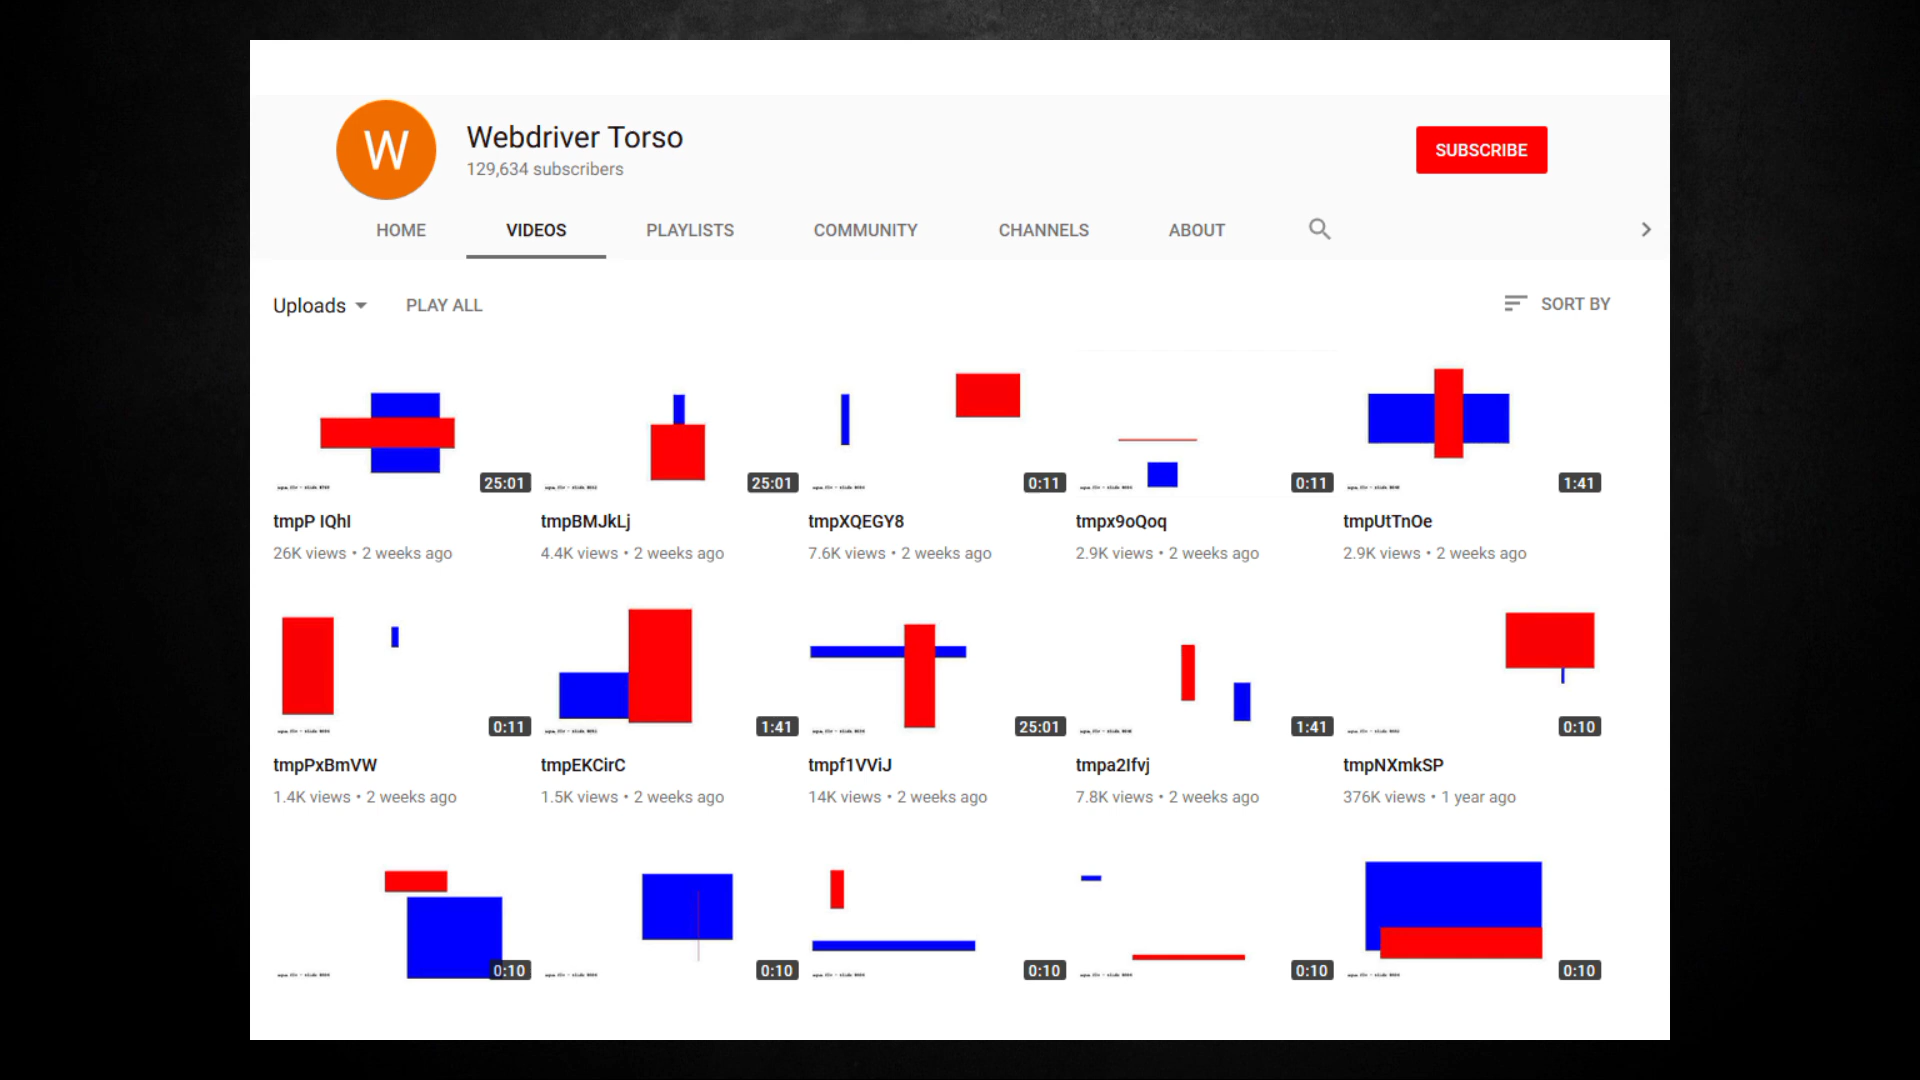 W
Webdriver Torso
129,634 subscribers
SUBSCRIBE
HOME VIDEOS PLAYLISTS COMMUNITY CHANNELS ABOUT
Uploads PLAY ALL SORT BY
25:01 25:01 0:11 0:11 1:41
tmpP IQhI tmpBMJkLj tmpXQEGY8 tmpx9oQoq tmpUtTnOe
26K views • 2 weeks ago 4.4K views • 2 weeks ago 7.6K views • 2 weeks ago 2.9K views • 2 weeks ago 2.9K views • 2 weeks ago
0:11 1:41 25:01 1:41 0:10
tmpPxBmVW tmpEKCirC tmpf1VViJ tmpa2Ifvj tmpNXmkSP
1.4K views • 2 weeks ago 1.5K views • 2 weeks ago 14K views • 2 weeks ago 7.8K views • 2 weeks ago 376K views • 1 year ago
0:10 0:10 0:10 0:10 0:10